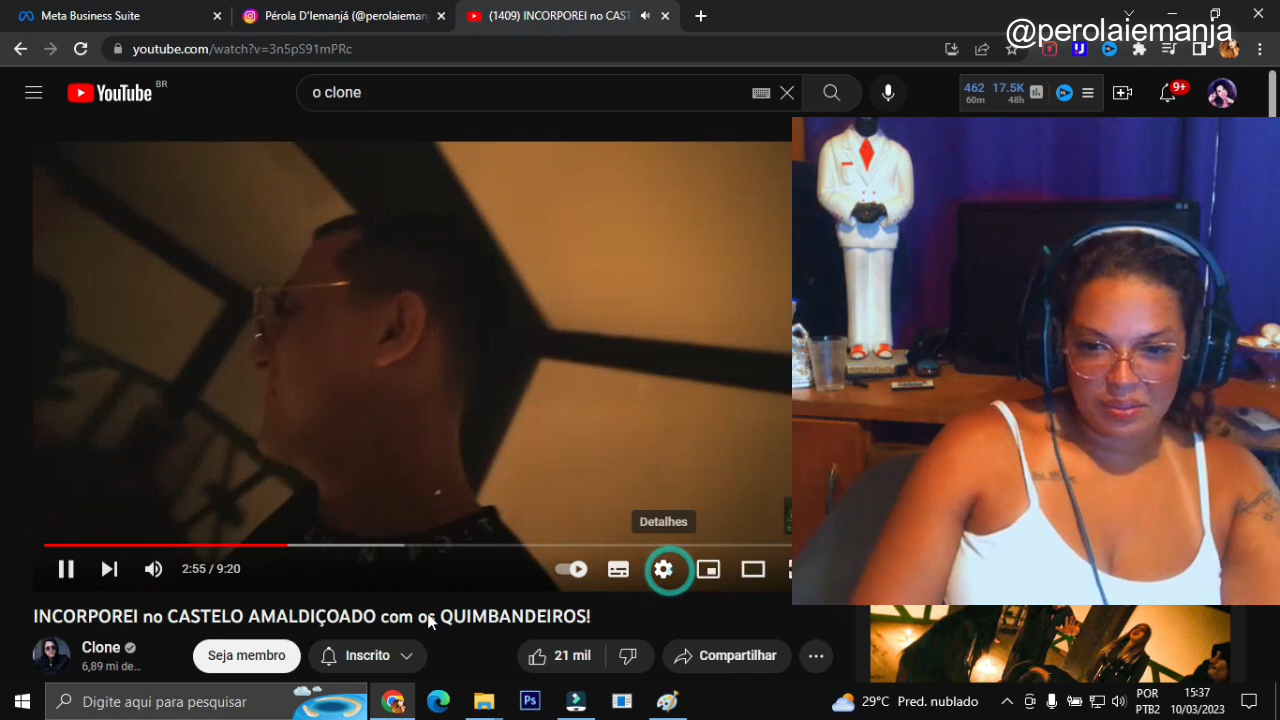 Meta Business Suite
Pérola D'Iemanjá (@perolaieman
(1409) INCORPOREI no CAST
@perolaiemanja
youtube.com/watch?v=3n5pS91mPRc
YouTube
BR
o clone
462
60m
17.5K
48h
9+
Detalhes
2:55 / 9:20
INCORPOREI no CASTELO AMALDIÇOADO com os QUIMBANDEIROS!
Clone
6,89 mi de...
Seja membro
Inscrito
21 mil
Compartilhar
Digite aqui para pesquisar
Ps
29°C Pred. nublado
POR
PTB2
15:37
10/03/2023